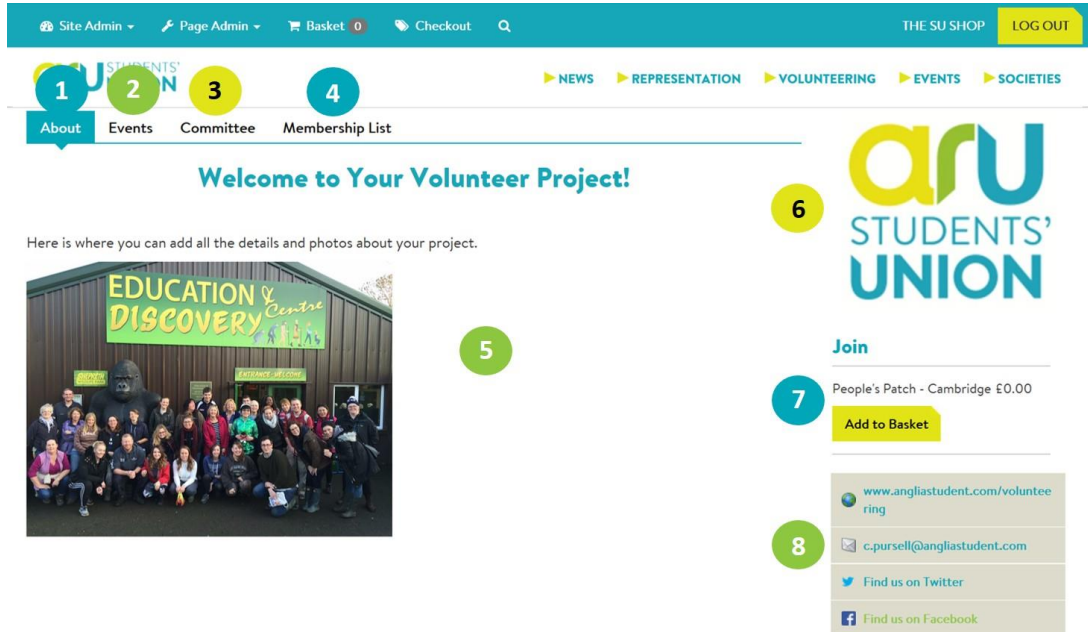 Site Admin Page Admin Basket 0 Checkout THE SU SHOP LOG OUT
aru STUDENTS'
UNION
NEWS REPRESENTATION VOLUNTEERING EVENTS SOCIETIES
1 2 3 4
About Events Committee Membership List
Welcome to Your Volunteer Project!
Here is where you can add all the details and photos about your project.
EDUCATION &
DISCOVERY Centre
ENTRANCE WELCOME
5
6
aru
STUDENTS'
UNION
Join
7
People's Patch - Cambridge £0.00
Add to Basket
8
www.angliastudent.com/voluntee
ring
c.pursell@angliastudent.com
Find us on Twitter
Find us on Facebook